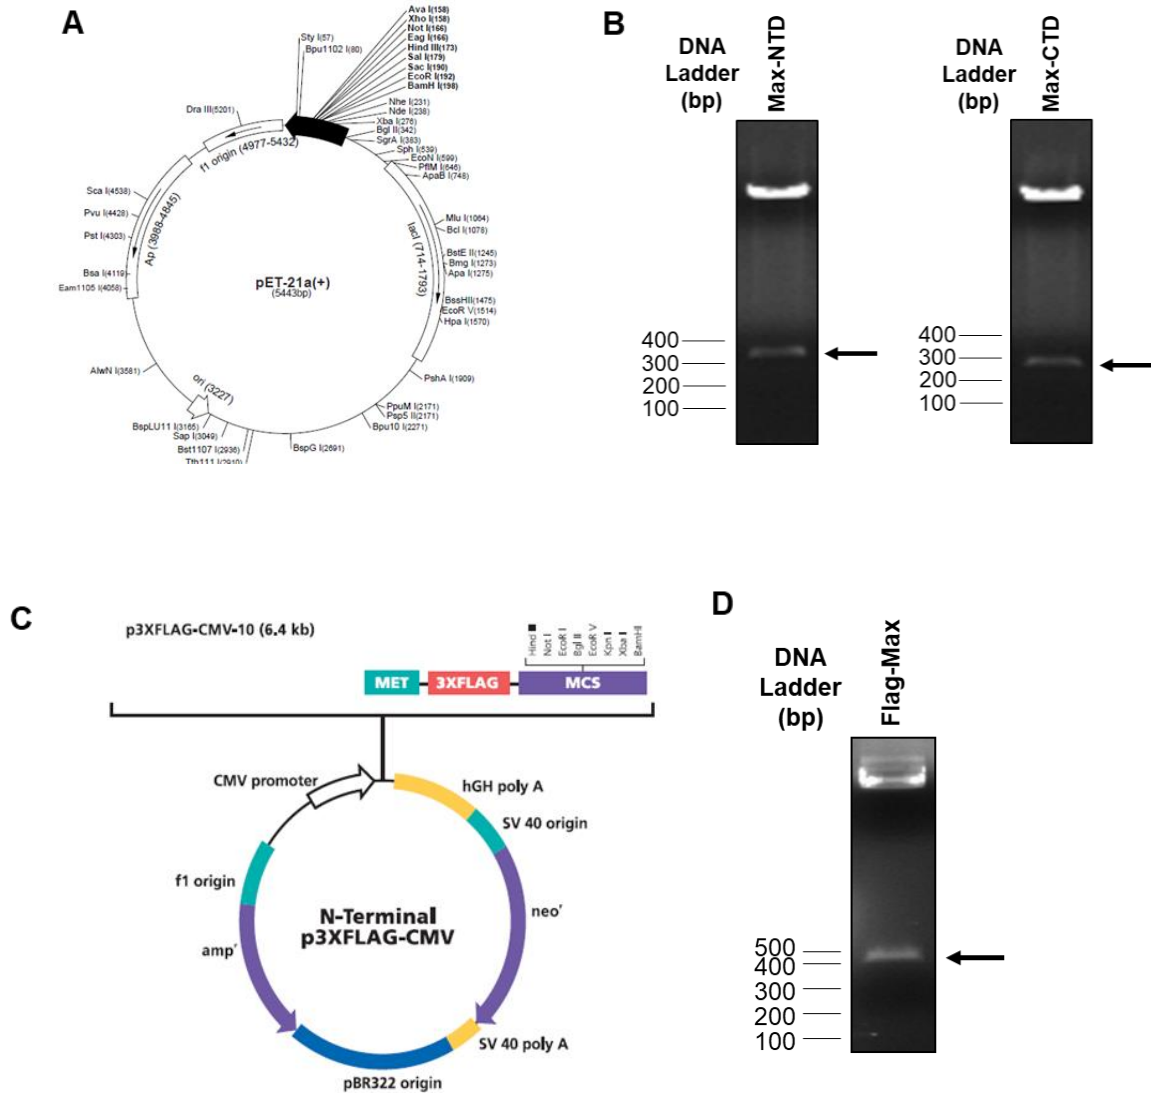 A
Ava I(158)
Xho I(158)
Not I(166)
Eag I(166)
Hind III(173)
Sal I(179)
Sac I(190)
EcoR I(192)
BamH I(198)
Sty I(57)
Bpu1102 I(80)
Nhe I(231)
Nde I(238)
Xba I(276)
Bgl II(342)
SgrA I(383)
Sph I(539)
EcoN I(599)
PflM I(646)
ApaB I(748)
Dra III(5201)
f1 origin (4977-5432)
Sca I(4538)
Pvu I(4428)
Pst I(4303)
Ap (3988-4845)
Bsa I(4119)
Eam1105 I(4058)
Mlu I(1064)
Bcl I(1078)
lacI (714-1793)
BstE II(1245)
Bmg I(1273)
Apa I(1275)
pET-21a(+)
(5443bp)
BssHII(1475)
EcoR V(1514)
Hpa I(1570)
AlwN I(3581)
PshA I(1909)
ori (3227)
PpuM I(2171)
Psp5 II(2171)
Bpu10 I(2271)
BspLU11 I(3165)
Sap I(3049)
Bst1107 I(2936)
Tth111 I(2910)
BspG I(2691)
B
DNA
Ladder
(bp)
Max-NTD
400
300
200
100
DNA
Ladder
(bp)
Max-CTD
400
300
200
100
C
p3XFLAG-CMV-10 (6.4 kb)
Not I
EcoR I
Bgl II
EcoR V
Kpn I
Xba I
BamHI
MET
3XFLAG
MCS
CMV promoter
hGH poly A
SV 40 origin
f1 origin
N-Terminal
p3XFLAG-CMV
neoʳ
ampʳ
SV 40 poly A
pBR322 origin
D
DNA
Ladder
(bp)
Flag-Max
500
400
300
200
100